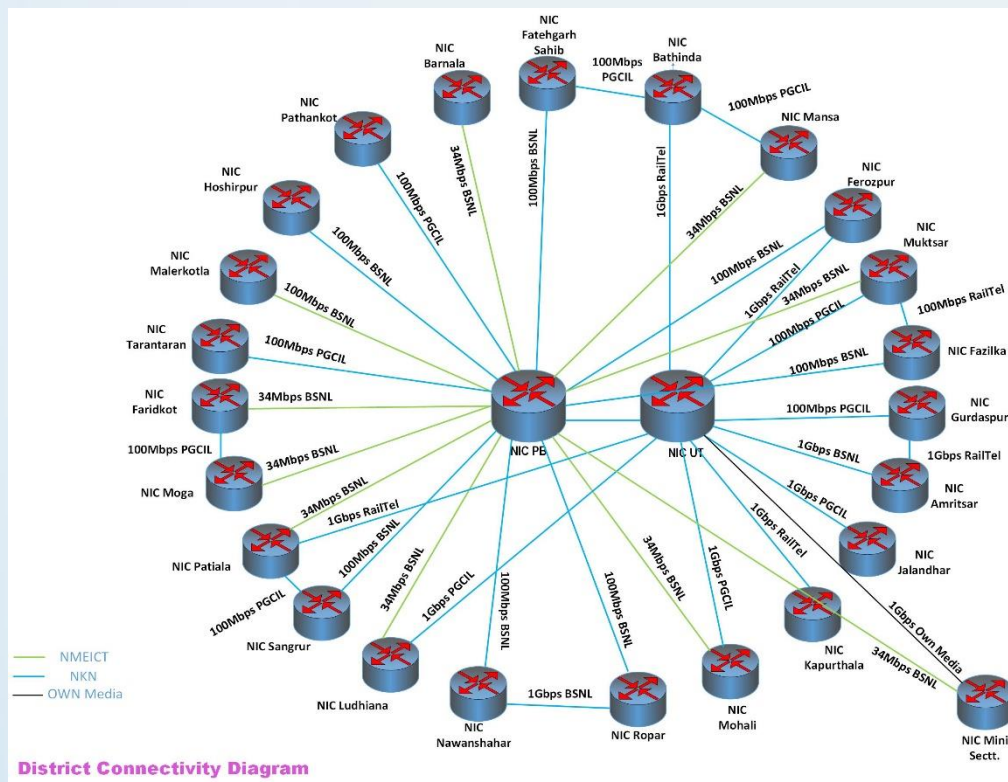 NIC
Fatehgarh
Sahib
NIC
Bathinda
NIC
Barnala
100Mbps
PGCIL
100Mbps PGCIL
NIC
Pathankot
NIC Mansa
34Mbps BSNL
100Mbps BSNL
1Gbps RailTel
34Mbps BSNL
NIC
Hoshirpur
100Mbps PGCIL
NIC
Ferozpur
NIC
Muktsar
100Mbps BSNL
100Mbps BSNL
1Gbps RailTel
34Mbps BSNL
NIC
Malerkotla
100Mbps BSNL
100Mbps PGCIL
100Mbps RailTel
NIC
Tarantaran
100Mbps PGCIL
100Mbps BSNL
NIC Fazilka
NIC
Faridkot
34Mbps BSNL
100Mbps PGCIL
NIC
Gurdaspur
NIC PB
NIC UT
100Mbps PGCIL
34Mbps BSNL
1Gbps BSNL
1Gbps RailTel
NIC Moga
NIC
Amritsar
34Mbps BSNL
1Gbps RailTel
1Gbps PGCIL
NIC Patiala
100Mbps BSNL
1Gbps RailTel
NIC
Jalandhar
100Mbps PGCIL
34Mbps BSNL
1Gbps PGCIL
100Mbps BSNL
100Mbps BSNL
34Mbps BSNL
1Gbps PGCIL
NIC Sangrur
NIC
Kapurthala
1Gbps Own Media
34Mbps BSNL
NMEICT
NKN
OWN Media
NIC Ludhiana
1Gbps BSNL
NIC
Nawanshahar
NIC Ropar
NIC
Mohali
NIC Mini
Sectt.
District Connectivity Diagram